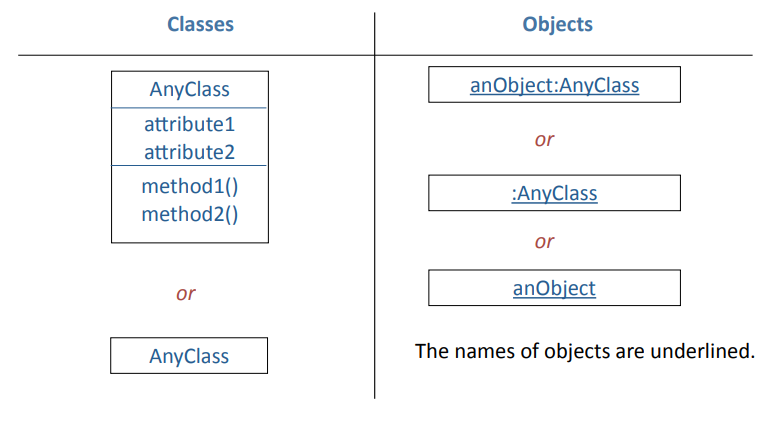 Classes
AnyClass
attribute1
attribute2
method1()
method2()
or
AnyClass
Objects
anObject:AnyClass
or
:AnyClass
or
anObject
The names of objects are underlined.